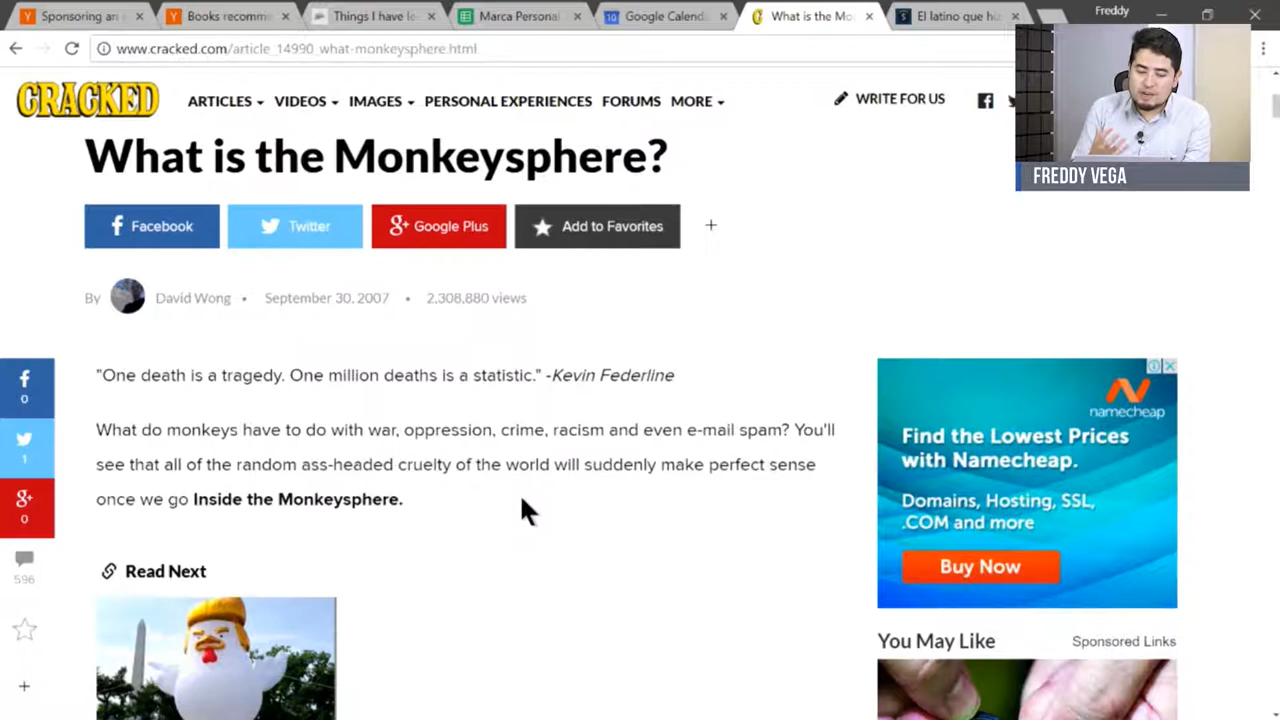 Sponsoring an
Books recomm
Things I have le
Marca Personal
Google Calend
What is the Mo
El latino que h
Freddy
www.cracked.com/article_14990_what-monkeysphere.html
CRACKED
ARTICLES
VIDEOS
IMAGES
PERSONAL EXPERIENCES
FORUMS
MORE
WRITE FOR US
FREDDY VEGA
What is the Monkeysphere?
Facebook
Twitter
g+ Google Plus
Add to Favorites
+
By David Wong • September 30, 2007 • 2,308,880 views
0
1
g+
0
596
+
"One death is a tragedy. One million deaths is a statistic." -Kevin Federline
What do monkeys have to do with war, oppression, crime, racism and even e-mail spam? You'll
see that all of the random ass-headed cruelty of the world will suddenly make perfect sense
once we go Inside the Monkeysphere.
Read Next
namecheap
Find the Lowest Prices
with Namecheap.
Domains, Hosting, SSL,
.COM and more
Buy Now
You May Like
Sponsored Links